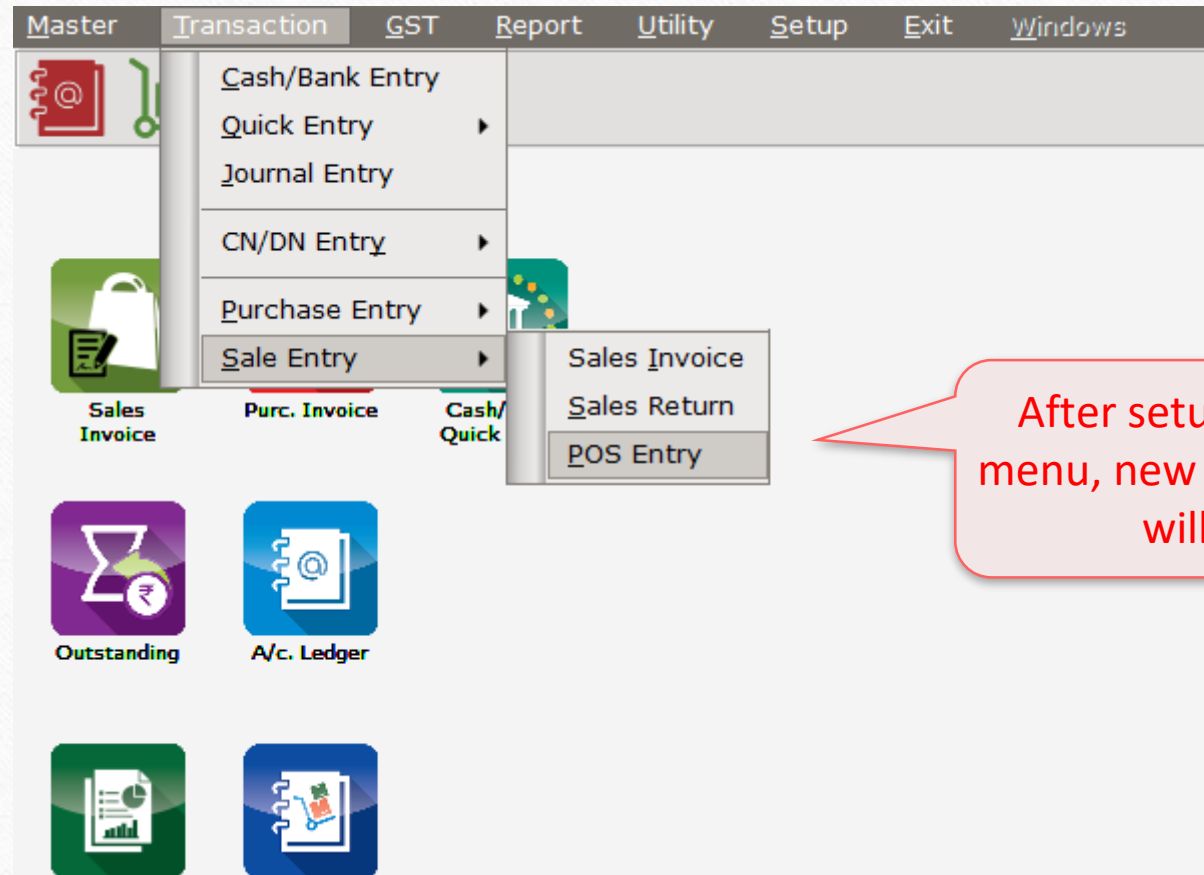 Master Transaction GST Report Utility Setup Exit Windows
Cash/Bank Entry
Quick Entry
Journal Entry
CN/DN Entry
Purchase Entry
Sale Entry
Sales Invoice
Sales Return
POS Entry
Sales
Invoice
Purc. Invoice
Cash/
Quick
After
menu, new
will
Outstanding
A/c. Ledger